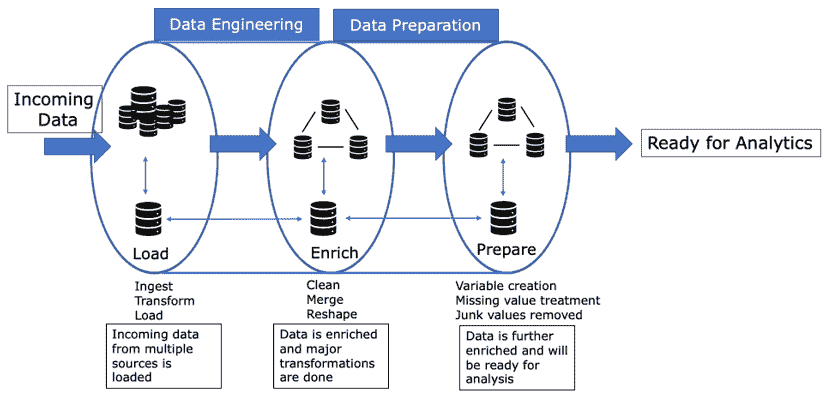 Data Engineering
Data Preparation
Incoming
Data
Ready for Analytics
Load
Enrich
Prepare
Ingest
Transform
Load
Clean
Merge
Reshape
Variable creation
Missing value treatment
Junk values removed
Incoming data
from multiple
sources is
loaded
Data is enriched
and major
transformations
are done
Data is further
enriched and will
be ready for
analysis